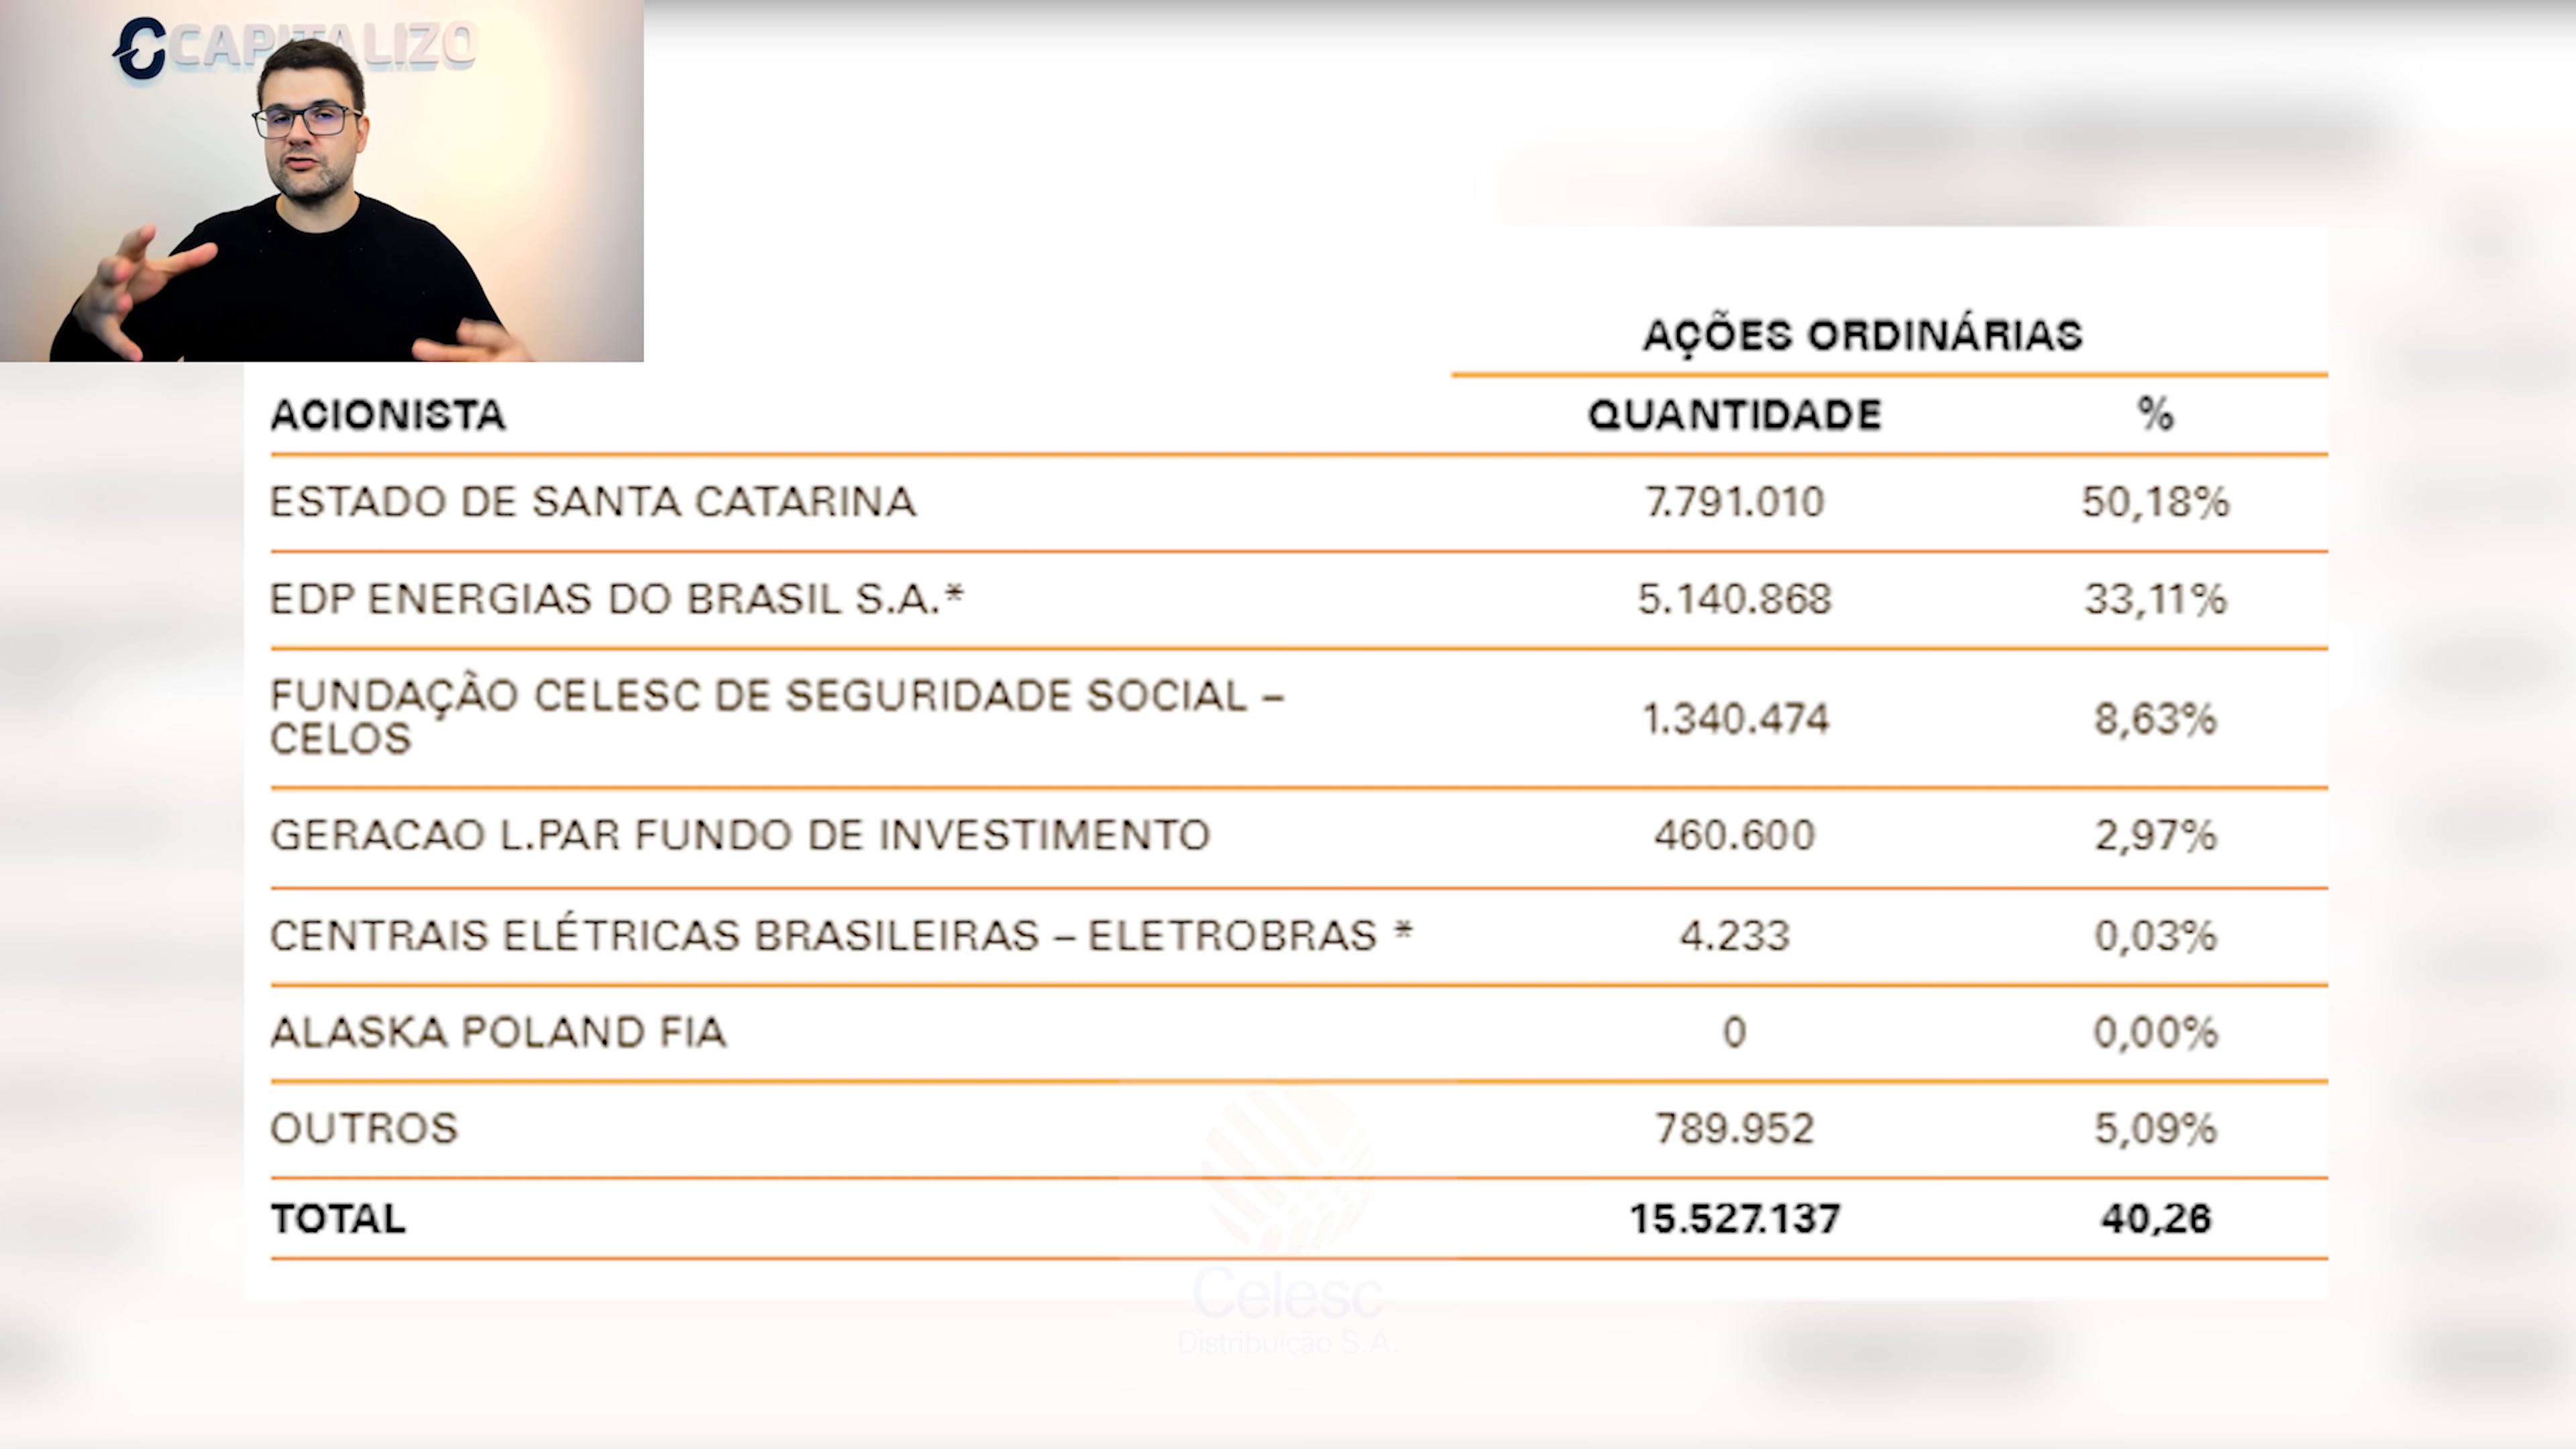 CAPITALIZO
AÇÕES ORDINÁRIAS
ACIONISTA QUANTIDADE %
ESTADO DE SANTA CATARINA 7.791.010 50,18%
EDP ENERGIAS DO BRASIL S.A.* 5.140.868 33,11%
FUNDAÇÃO CELESC DE SEGURIDADE SOCIAL –
CELOS 1.340.474 8,63%
GERACAO L.PAR FUNDO DE INVESTIMENTO 460.600 2,97%
CENTRAIS ELÉTRICAS BRASILEIRAS – ELETROBRAS * 4.233 0,03%
ALASKA POLAND FIA 0 0,00%
OUTROS 789.952 5,09%
TOTAL 15.527.137 40,26
Celesc
Distribuição S.A.